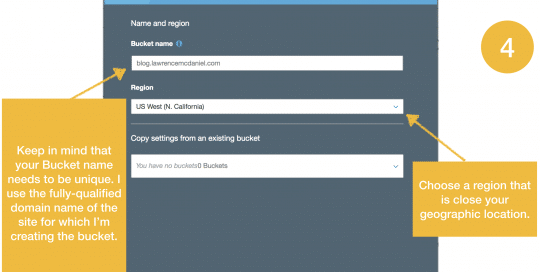 Name and region
Bucket name
blog.lawrencemcdaniel.com
4
Region
US West (N. California)
Copy settings from an existing bucket
You have no buckets0 Buckets
Keep in mind that
your Bucket name
needs to be unique. I
use the fully-qualified
domain name of the
site for which I'm
creating the bucket.
Choose a region that
is close your
geographic location.